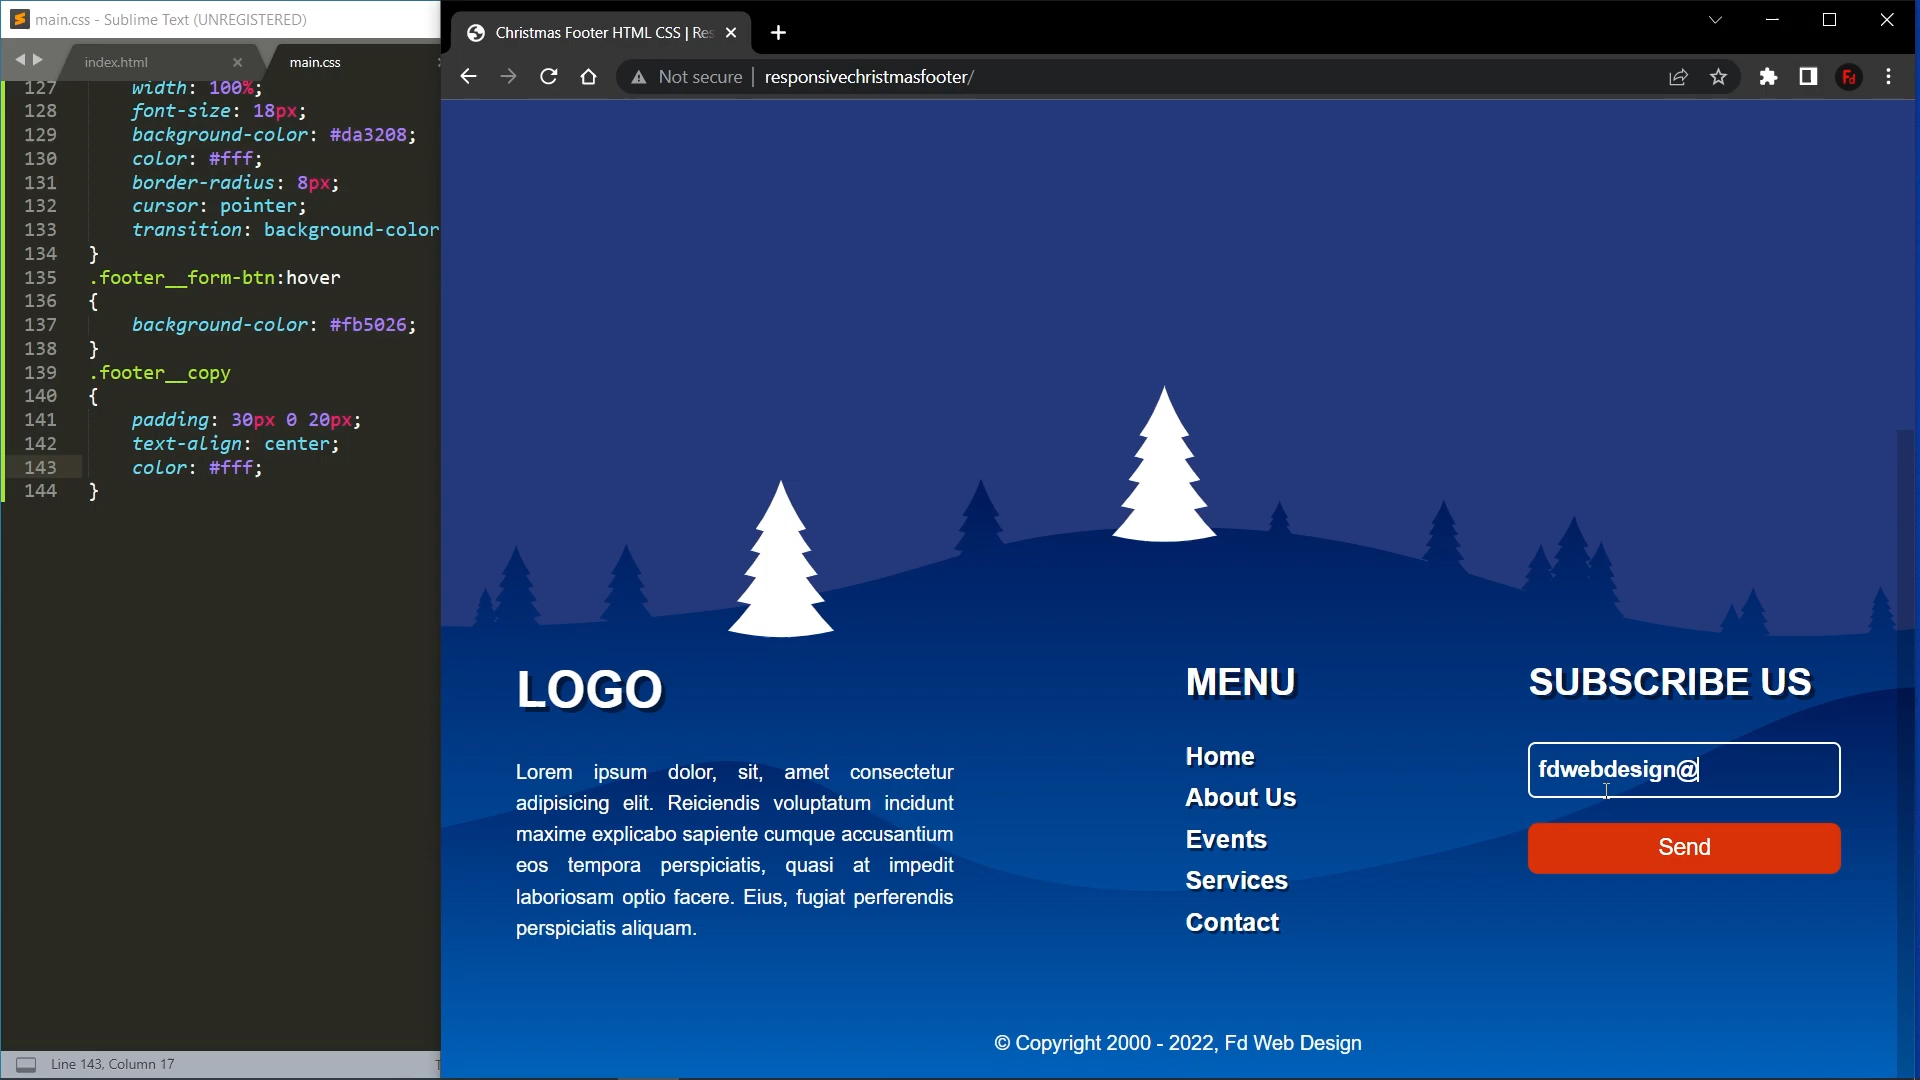 main.css - Sublime Text (UNREGISTERED)
index.html
main.css
127 width: 100%;
128 font-size: 18px;
129 background-color: #da3208;
130 color: #fff;
131 border-radius: 8px;
132 cursor: pointer;
133 transition: background-color
134 }
135 .footer__form-btn:hover
136 {
137 background-color: #fb5026;
138 }
139 .footer__copy
140 {
141 padding: 30px 0 20px;
142 text-align: center;
143 color: #fff;
144 }
Line 143, Column 17
Christmas Footer HTML CSS | Res
Not secure | responsivechristmasfooter/
Fd
LOGO
Lorem ipsum dolor, sit, amet consectetur
adipisicing elit. Reiciendis voluptatum incidunt
maxime explicabo sapiente cumque accusantium
eos tempora perspiciatis, quasi at impedit
laboriosam optio facere. Eius, fugiat perferendis
perspiciatis aliquam.
MENU
Home
About Us
Events
Services
Contact
SUBSCRIBE US
fdwebdesign@
Send
© Copyright 2000 - 2022, Fd Web Design